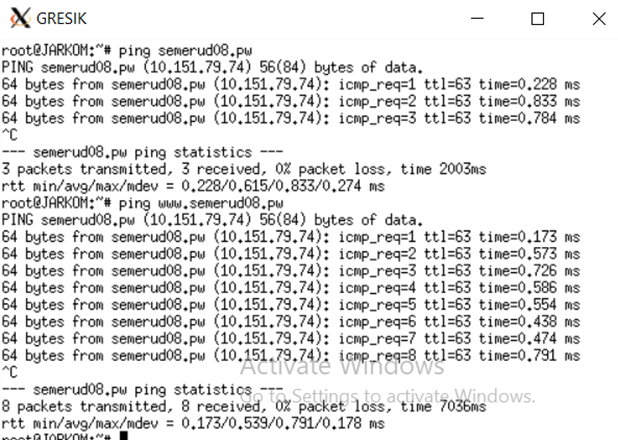 GRESIK
root@JARKOM:~# ping semerud08.pw
PING semerud08.pw (10.151.79.74) 56(84) bytes of data.
64 bytes from semerud08.pw (10.151.79.74): icmp_req=1 ttl=63 time=0.228 ms
64 bytes from semerud08.pw (10.151.79.74): icmp_req=2 ttl=63 time=0.833 ms
64 bytes from semerud08.pw (10.151.79.74): icmp_req=3 ttl=63 time=0.784 ms
^C
--- semerud08.pw ping statistics ---
3 packets transmitted, 3 received, 0% packet loss, time 2003ms
rtt min/avg/max/mdev = 0.228/0.615/0.833/0.274 ms
root@JARKOM:~# ping www.semerud08.pw
PING semerud08.pw (10.151.79.74) 56(84) bytes of data.
64 bytes from semerud08.pw (10.151.79.74): icmp_req=1 ttl=63 time=0.173 ms
64 bytes from semerud08.pw (10.151.79.74): icmp_req=2 ttl=63 time=0.573 ms
64 bytes from semerud08.pw (10.151.79.74): icmp_req=3 ttl=63 time=0.726 ms
64 bytes from semerud08.pw (10.151.79.74): icmp_req=4 ttl=63 time=0.586 ms
64 bytes from semerud08.pw (10.151.79.74): icmp_req=5 ttl=63 time=0.554 ms
64 bytes from semerud08.pw (10.151.79.74): icmp_req=6 ttl=63 time=0.438 ms
64 bytes from semerud08.pw (10.151.79.74): icmp_req=7 ttl=63 time=0.474 ms
64 bytes from semerud08.pw (10.151.79.74): icmp_req=8 ttl=63 time=0.791 ms
Activate Windows
^C
--- semerud08.pw ping statistics ---
Go to Settings to activate Windows.
8 packets transmitted, 8 received, 0% packet loss, time 7036ms
rtt min/avg/max/mdev = 0.173/0.539/0.791/0.178 ms
root@JARKOM:~#